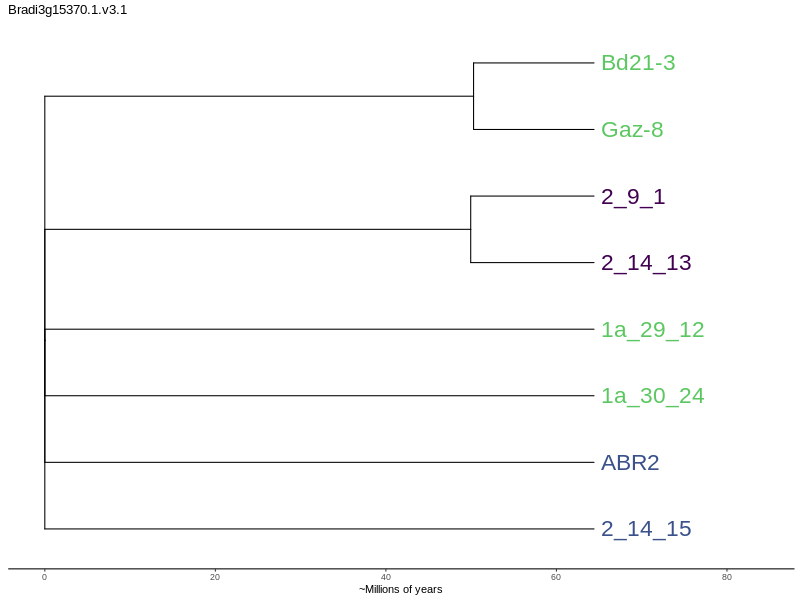 Bradi3g15370.1.v3.1
Bd21-3
Gaz-8
2_9_1
2_14_13
1a_29_12
1a_30_24
ABR2
2_14_15
0 20 40 60 80
~Millions of years